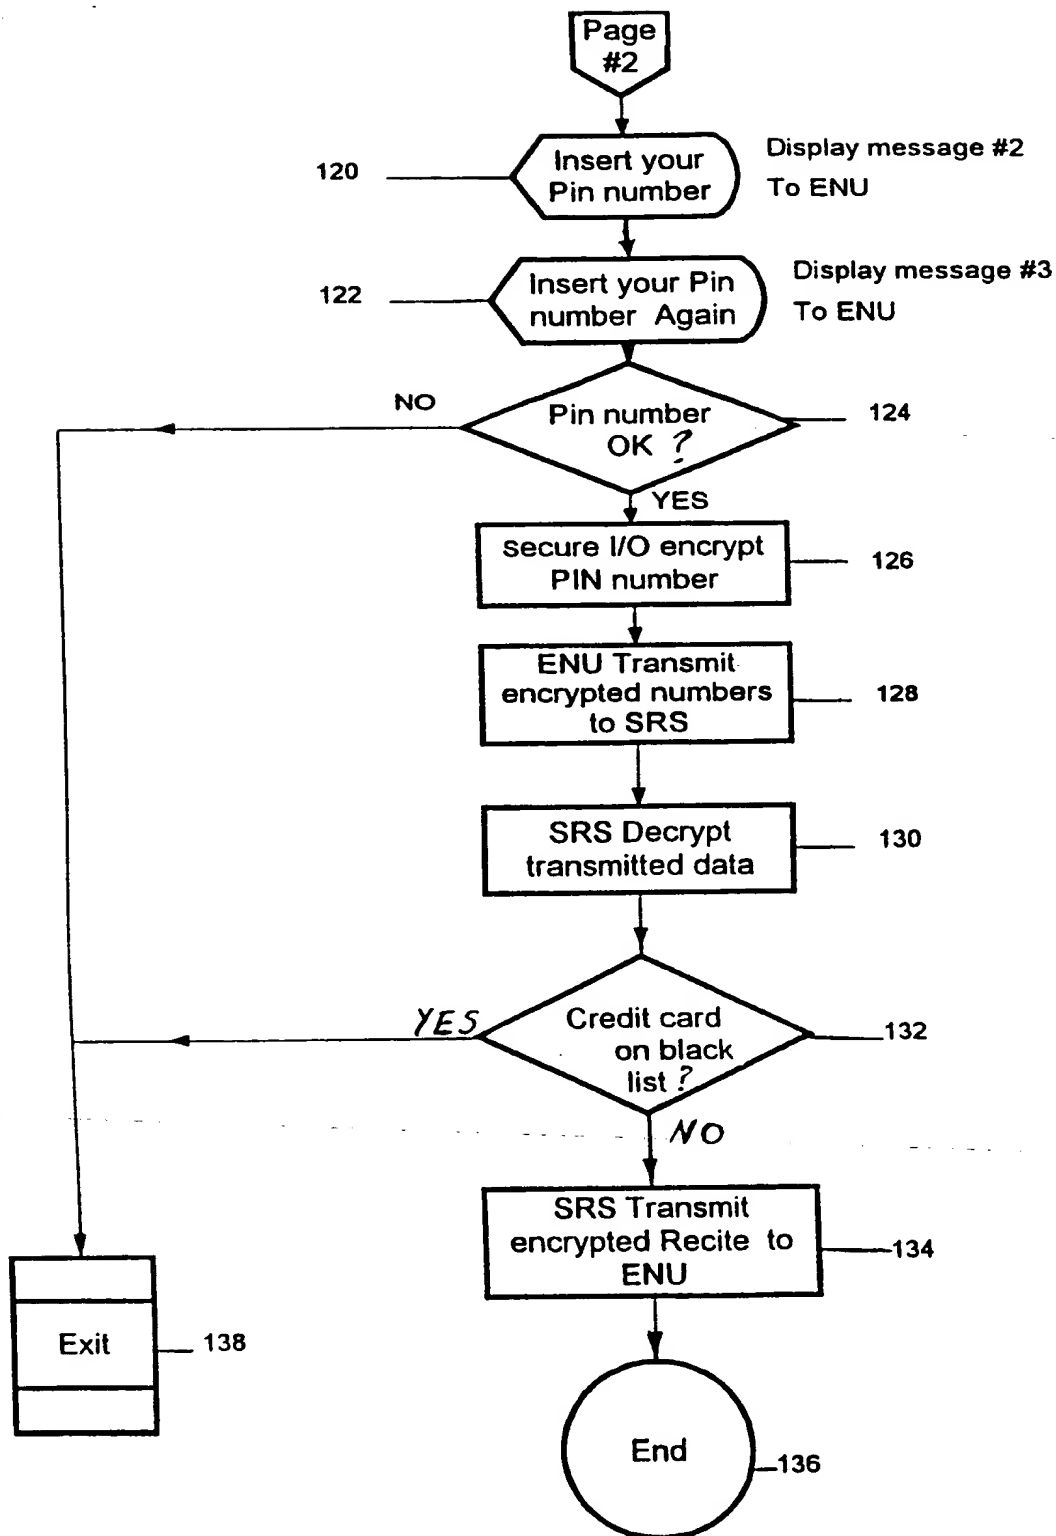 Page
#2
120
Insert your
Pin number
Display message #2
To ENU
122
Insert your Pin
number Again
Display message #3
To ENU
NO
Pin number
OK ?
124
YES
secure I/O encrypt
PIN number
126
ENU Transmit
encrypted numbers
to SRS
128
SRS Decrypt
transmitted data
130
YES
Credit card
on black
list ?
132
NO
SRS Transmit
encrypted Recite to
ENU
134
Exit
138
End
136